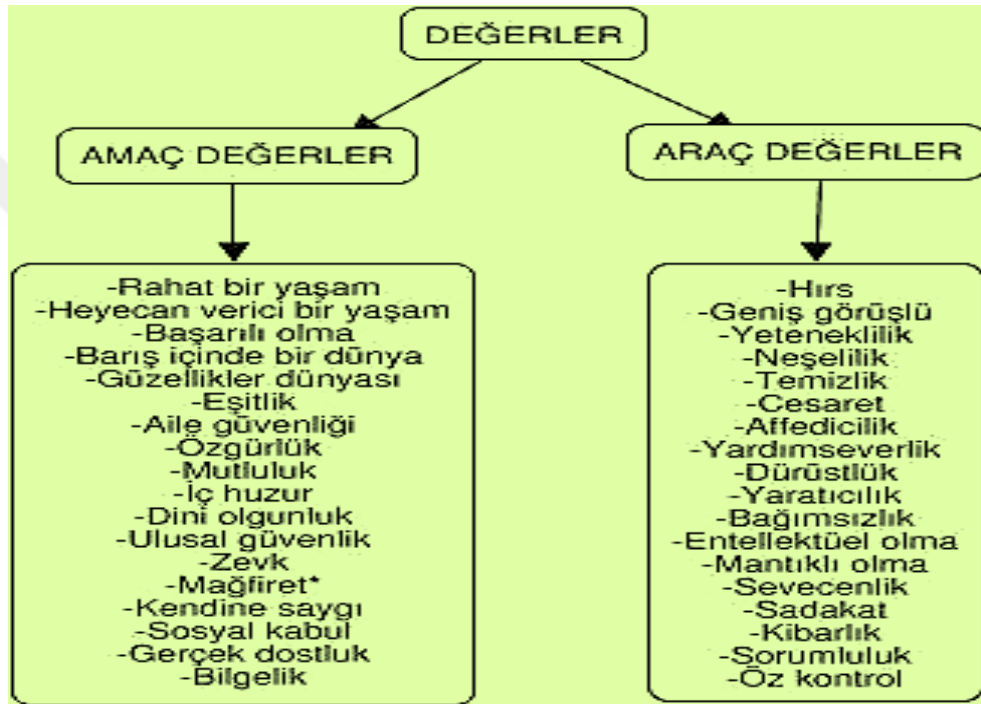 DEĞERLER
AMAÇ DEĞERLER
-Rahat bir yaşam
-Heyecan verici bir yaşam
-Başarılı olma
-Barış içinde bir dünya
-Güzellikler dünyası
-Eşitlik
-Aile güvenliği
-Özgürlük
-Mutluluk
-İç huzur
-Dini olgunluk
-Ulusal güvenlik
-Zevk
-Mağfiret*
-Kendine saygı
-Sosyal kabul
-Gerçek dostluk
-Bilgelik
ARAÇ DEĞERLER
-Hırs
-Geniş görüşlü
-Yeteneklilik
-Neşelilik
-Temizlik
-Cesaret
-Affedicilik
-Yardımseverlik
-Dürüstlük
-Yaratıcılık
-Bağımsızlık
-Entellektüel olma
-Mantıklı olma
-Sevecenlik
-Sadakat
-Kibarlık
-Sorumluluk
-Öz kontrol